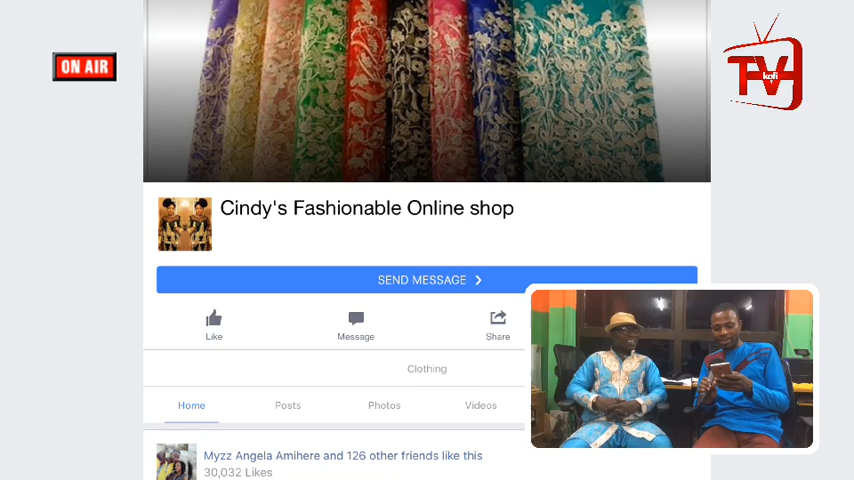 ON AIR
TV
kofi
Cindy's Fashionable Online shop
SEND MESSAGE
Like
Message
Share
Clothing
Home
Posts
Photos
Videos
Myzz Angela Amihere and 126 other friends like this
30,032 Likes